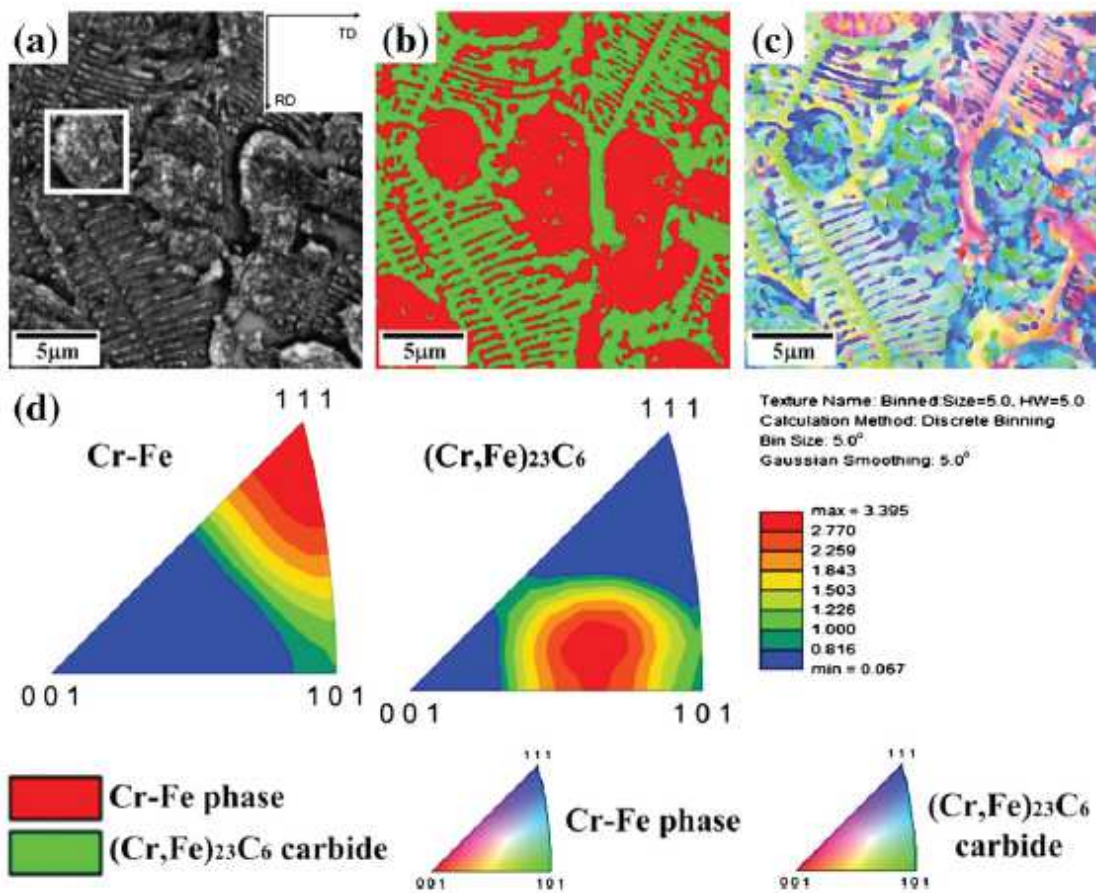 (a)
TD
RD
5μm
(b)
5μm
(c)
5μm
(d)
1 1 1
Cr-Fe
0 0 1
1 0 1
1 1 1
(Cr,Fe)23C6
0 0 1
1 0 1
Texture Name: Binned Size=5.0, HW=5.0
Calculation Method: Discrete Binning
Bin Size: 5.0°
Gaussian Smoothing: 5.0°
max = 3.395
2.770
2.259
1.843
1.503
1.226
1.000
0.816
min = 0.067
Cr-Fe phase
(Cr,Fe)23C6 carbide
111
001
101
Cr-Fe phase
111
001
101
(Cr,Fe)23C6
carbide